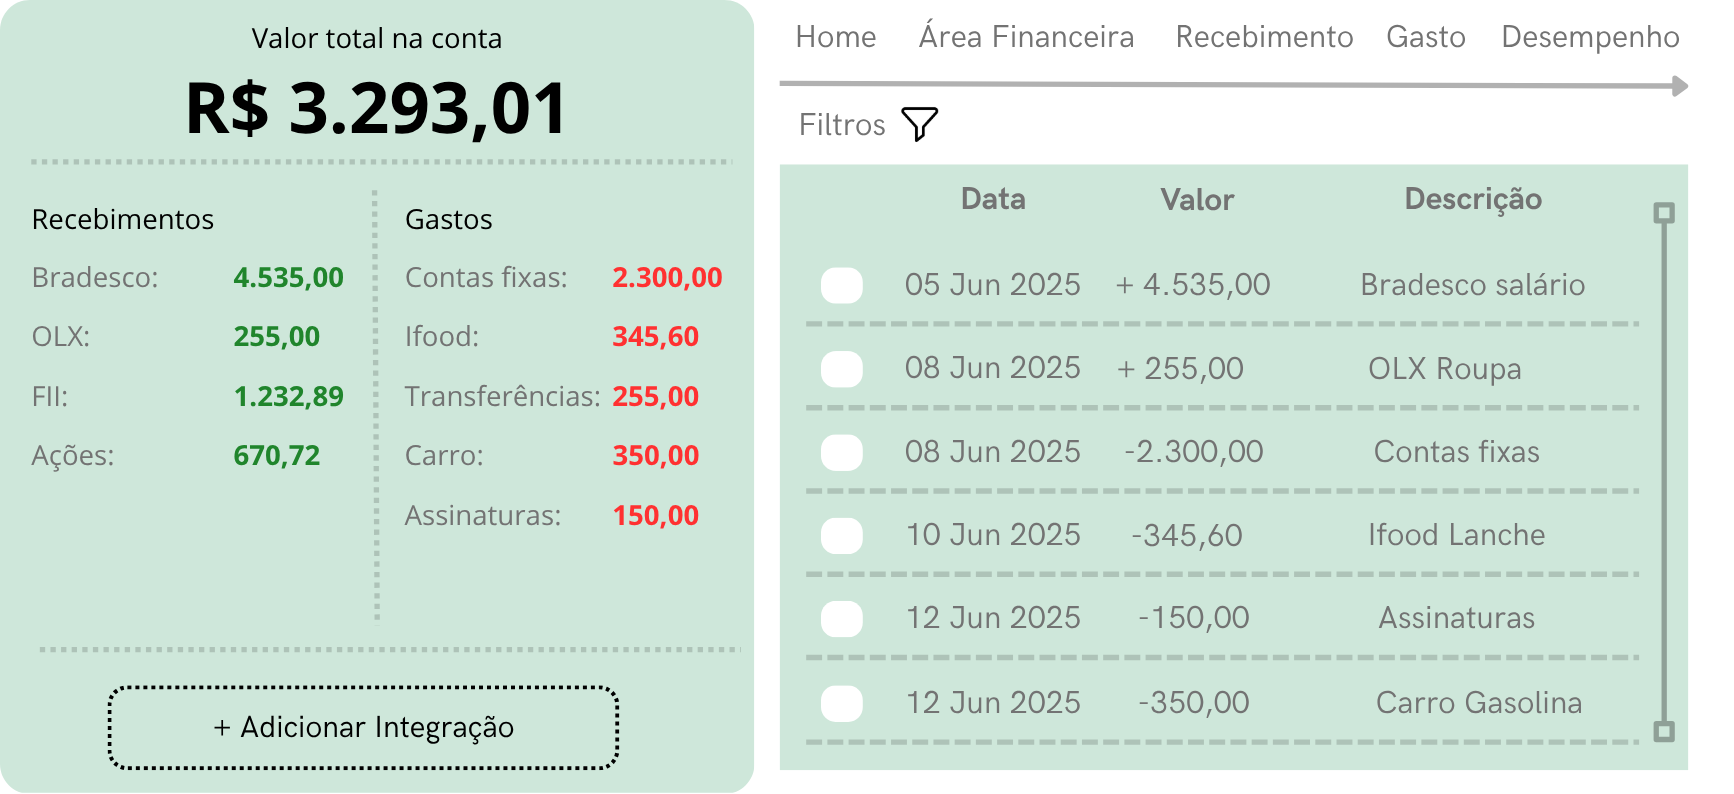 Valor total na conta
R$ 3.293,01
Recebimentos
Bradesco: 4.535,00
OLX: 255,00
FII: 1.232,89
Ações: 670,72
Gastos
Contas fixas: 2.300,00
Ifood: 345,60
Transferências: 255,00
Carro: 350,00
Assinaturas: 150,00
+ Adicionar Integração
Home Área Financeira Recebimento Gasto Desempenho
Filtros
Data Valor Descrição
05 Jun 2025 + 4.535,00 Bradesco salário
08 Jun 2025 + 255,00 OLX Roupa
08 Jun 2025 -2.300,00 Contas fixas
10 Jun 2025 -345,60 Ifood Lanche
12 Jun 2025 -150,00 Assinaturas
12 Jun 2025 -350,00 Carro Gasolina